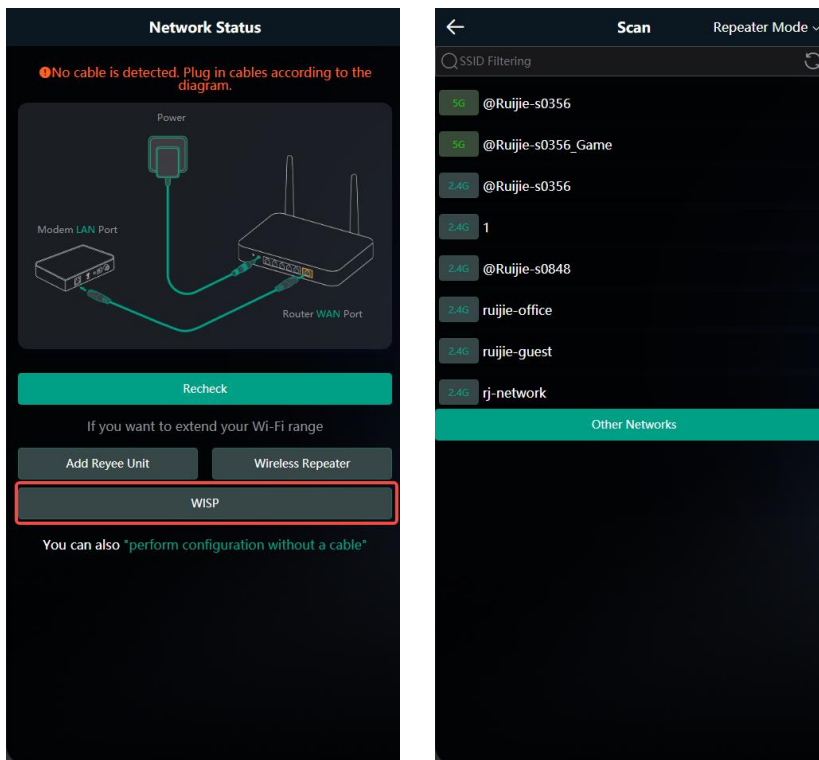 Network Status
No cable is detected. Plug in cables according to the
diagram.
Power
Modem LAN Port
Router WAN Port
Recheck
If you want to extend your Wi-Fi range
Add Reyee Unit
Wireless Repeater
WISP
You can also "perform configuration without a cable"
Scan
Repeater Mode
SSID Filtering
5G @Ruijie-s0356
5G @Ruijie-s0356_Game
2.4G @Ruijie-s0356
2.4G 1
2.4G @Ruijie-s0848
2.4G ruijie-office
2.4G ruijie-guest
2.4G rj-network
Other Networks